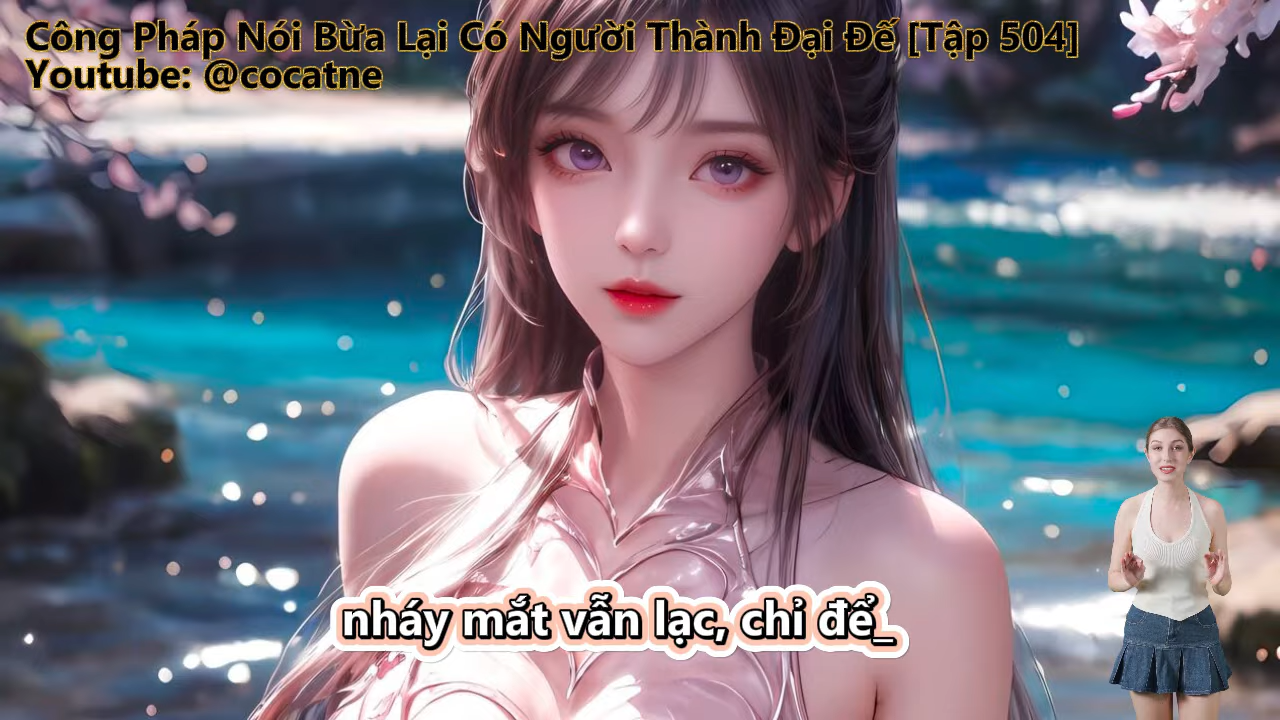 Công Pháp Nói Bừa Lại Có Người Thành Đại Đế [Tập 504]
Youtube: @cocatne
nháy mắt vẫn lạc, chỉ để_